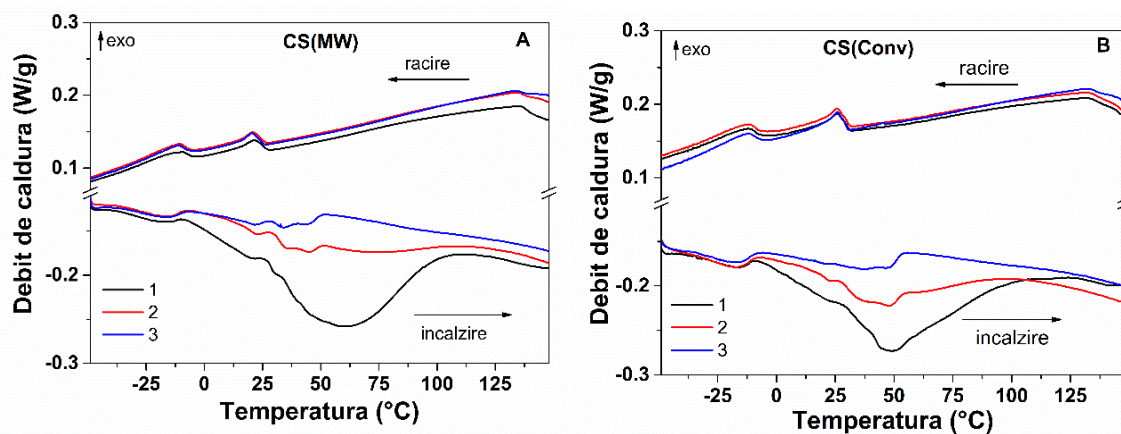 CS(MW)
A
exo
racire
0.3
0.2
0.1
-0.2
-0.3
Debit de caldura (W/g)
1
2
3
incalzire
-25 0 25 50 75 100 125
Temperatura (°C)
CS(Conv)
B
exo
racire
0.3
0.2
0.1
-0.2
-0.3
Debit de caldura (W/g)
1
2
3
incalzire
-25 0 25 50 75 100 125
Temperatura (°C)